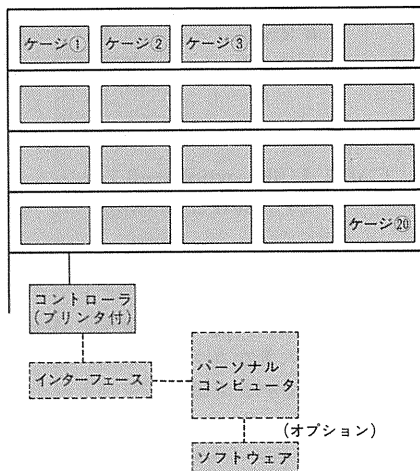 ケージ① ケージ② ケージ③
ケージ⑳
コントローラ
(プリンタ付)
インターフェース
パーソナル
コンピュータ
(オプション)
ソフトウェア